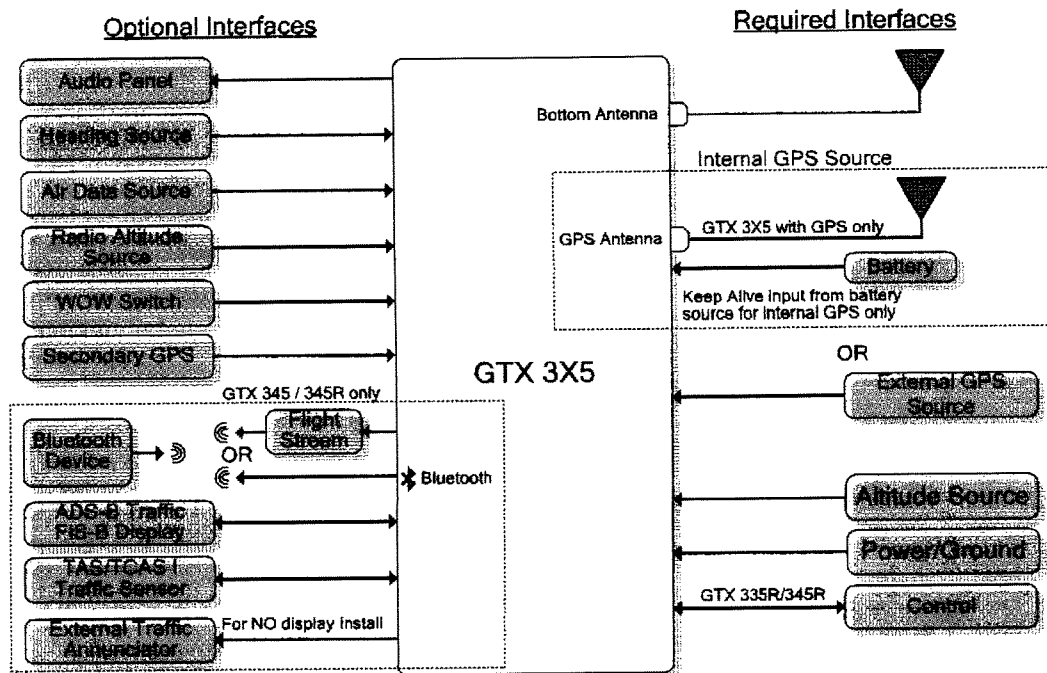 Optional Interfaces
Required Interfaces
Audio Panel
Heading Source
Air Data Source
Radio Altitude
Source
WOW Switch
Secondary GPS
GTX 345 / 345R only
Bluetooth
Device
OR
Flight
Stream
Bluetooth
ADS-B Traffic
FIS-B Display
TAS/TCAS I
Traffic Sensor
External Traffic
Annunciator
For NO display install
GTX 3X5
Bottom Antenna
Internal GPS Source
GPS Antenna
GTX 3X5 with GPS only
Battery
Keep Alive input from battery
source for internal GPS only
OR
External GPS
Source
Altitude Source
Power/Ground
GTX 335R/345R
Control